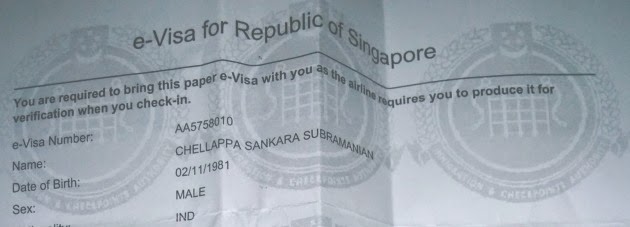 e-Visa for Republic of Singapore
You are required to bring this paper e-Visa with you as the airline requires you to produce it for
verification when you check-in.
e-Visa Number: AA5758010
Name: CHELLAPPA SANKARA SUBRAMANIAN
Date of Birth: 02/11/1981
Sex: MALE
IND